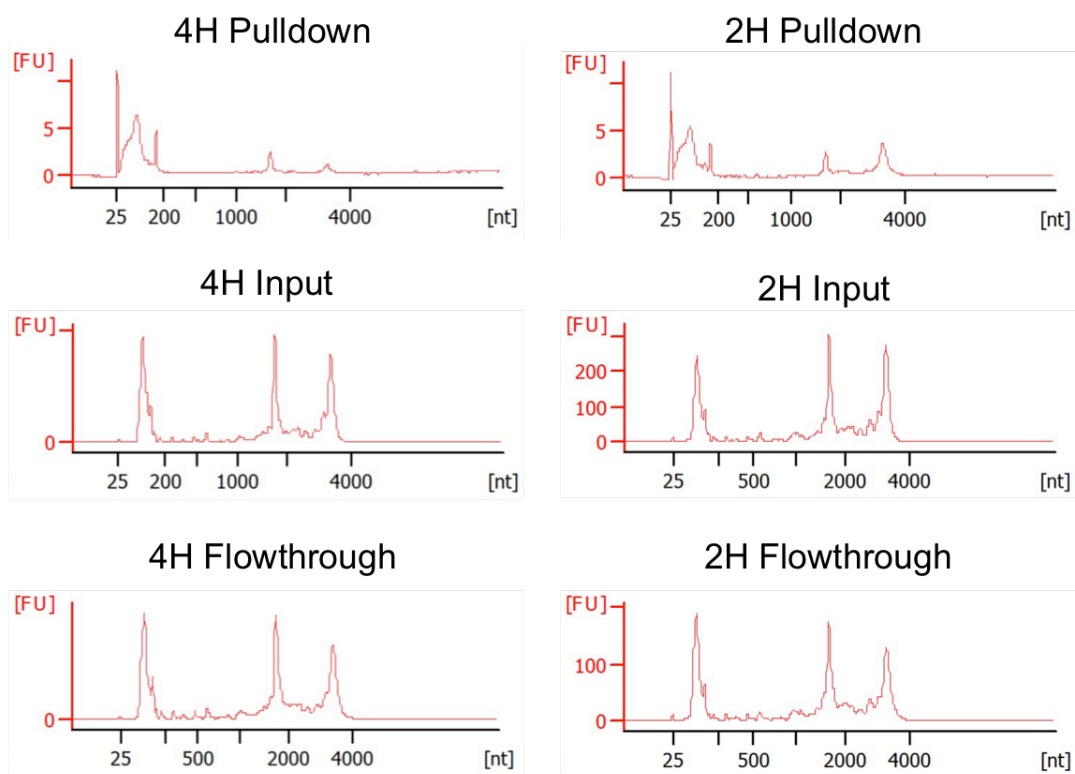 4H Pulldown
[FU]
5
0
25 200 1000 4000 [nt]
2H Pulldown
[FU]
5
0
25 200 1000 4000 [nt]
4H Input
[FU]
0
25 200 1000 4000 [nt]
2H Input
[FU]
200
100
0
25 500 2000 4000 [nt]
4H Flowthrough
[FU]
0
25 500 2000 4000 [nt]
2H Flowthrough
[FU]
100
0
25 500 2000 4000 [nt]